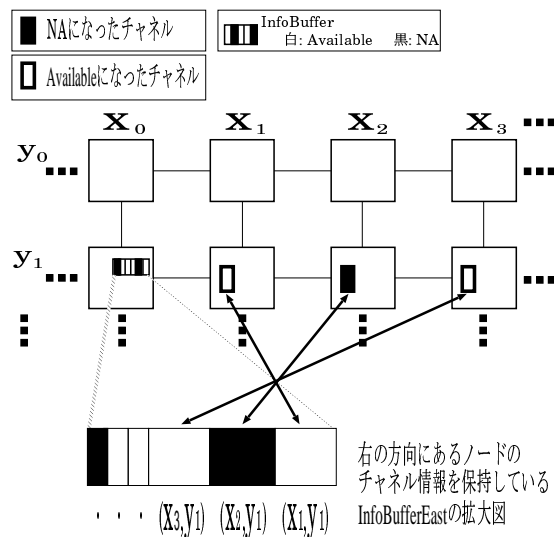 NAになったチャネル
InfoBuffer
白: Available 黒: NA
Availableになったチャネル
X₀ X₁ X₂ X₃
y₀
y₁
右の方向にあるノードの
チャネル情報を保持している
InfoBufferEastの拡大図
・ ・ ・ (x₃,y₁) (x₂,y₁) (x₁,y₁)